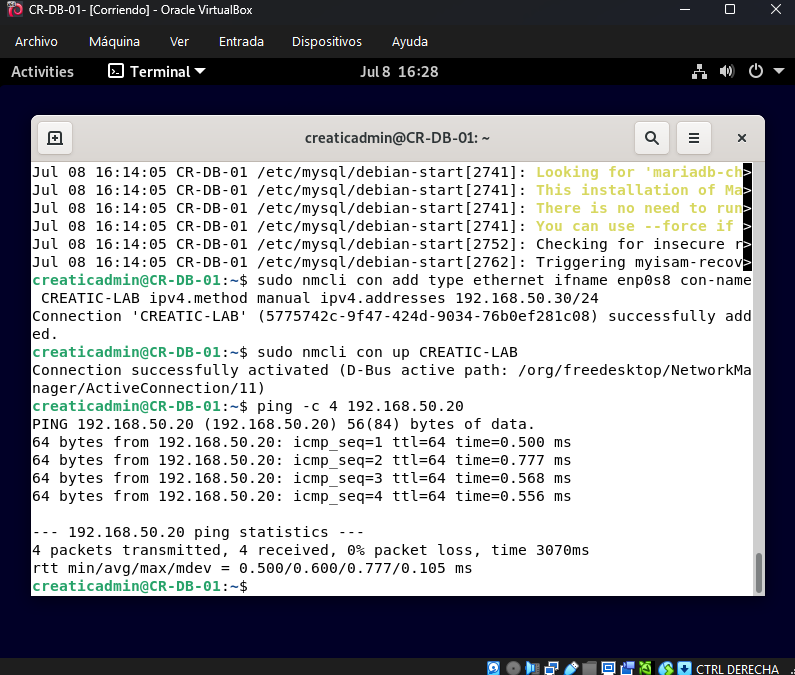 CR-DB-01- [Corriendo] - Oracle VirtualBox
Archivo Máquina Ver Entrada Dispositivos Ayuda
Activities Terminal Jul 8 16:28
creaticadmin@CR-DB-01: ~
Jul 08 16:14:05 CR-DB-01 /etc/mysql/debian-start[2741]: Looking for 'mariadb-ch>
Jul 08 16:14:05 CR-DB-01 /etc/mysql/debian-start[2741]: This installation of Ma>
Jul 08 16:14:05 CR-DB-01 /etc/mysql/debian-start[2741]: There is no need to run>
Jul 08 16:14:05 CR-DB-01 /etc/mysql/debian-start[2741]: You can use --force if >
Jul 08 16:14:05 CR-DB-01 /etc/mysql/debian-start[2752]: Checking for insecure r>
Jul 08 16:14:05 CR-DB-01 /etc/mysql/debian-start[2762]: Triggering myisam-recov>
creaticadmin@CR-DB-01:~$ sudo nmcli con add type ethernet ifname enp0s8 con-name
 CREATIC-LAB ipv4.method manual ipv4.addresses 192.168.50.30/24
Connection 'CREATIC-LAB' (5775742c-9f47-424d-9034-76b0ef281c08) successfully add
ed.
creaticadmin@CR-DB-01:~$ sudo nmcli con up CREATIC-LAB
Connection successfully activated (D-Bus active path: /org/freedesktop/NetworkMa
nager/ActiveConnection/11)
creaticadmin@CR-DB-01:~$ ping -c 4 192.168.50.20
PING 192.168.50.20 (192.168.50.20) 56(84) bytes of data.
64 bytes from 192.168.50.20: icmp_seq=1 ttl=64 time=0.500 ms
64 bytes from 192.168.50.20: icmp_seq=2 ttl=64 time=0.777 ms
64 bytes from 192.168.50.20: icmp_seq=3 ttl=64 time=0.568 ms
64 bytes from 192.168.50.20: icmp_seq=4 ttl=64 time=0.556 ms
--- 192.168.50.20 ping statistics ---
4 packets transmitted, 4 received, 0% packet loss, time 3070ms
rtt min/avg/max/mdev = 0.500/0.600/0.777/0.105 ms
creaticadmin@CR-DB-01:~$
CTRL DERECHA